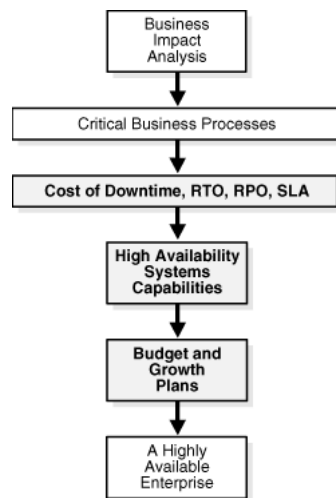 Business
Impact
Analysis
Critical Business Processes
Cost of Downtime, RTO, RPO, SLA
High Availability
Systems
Capabilities
Budget and
Growth
Plans
A Highly
Available
Enterprise